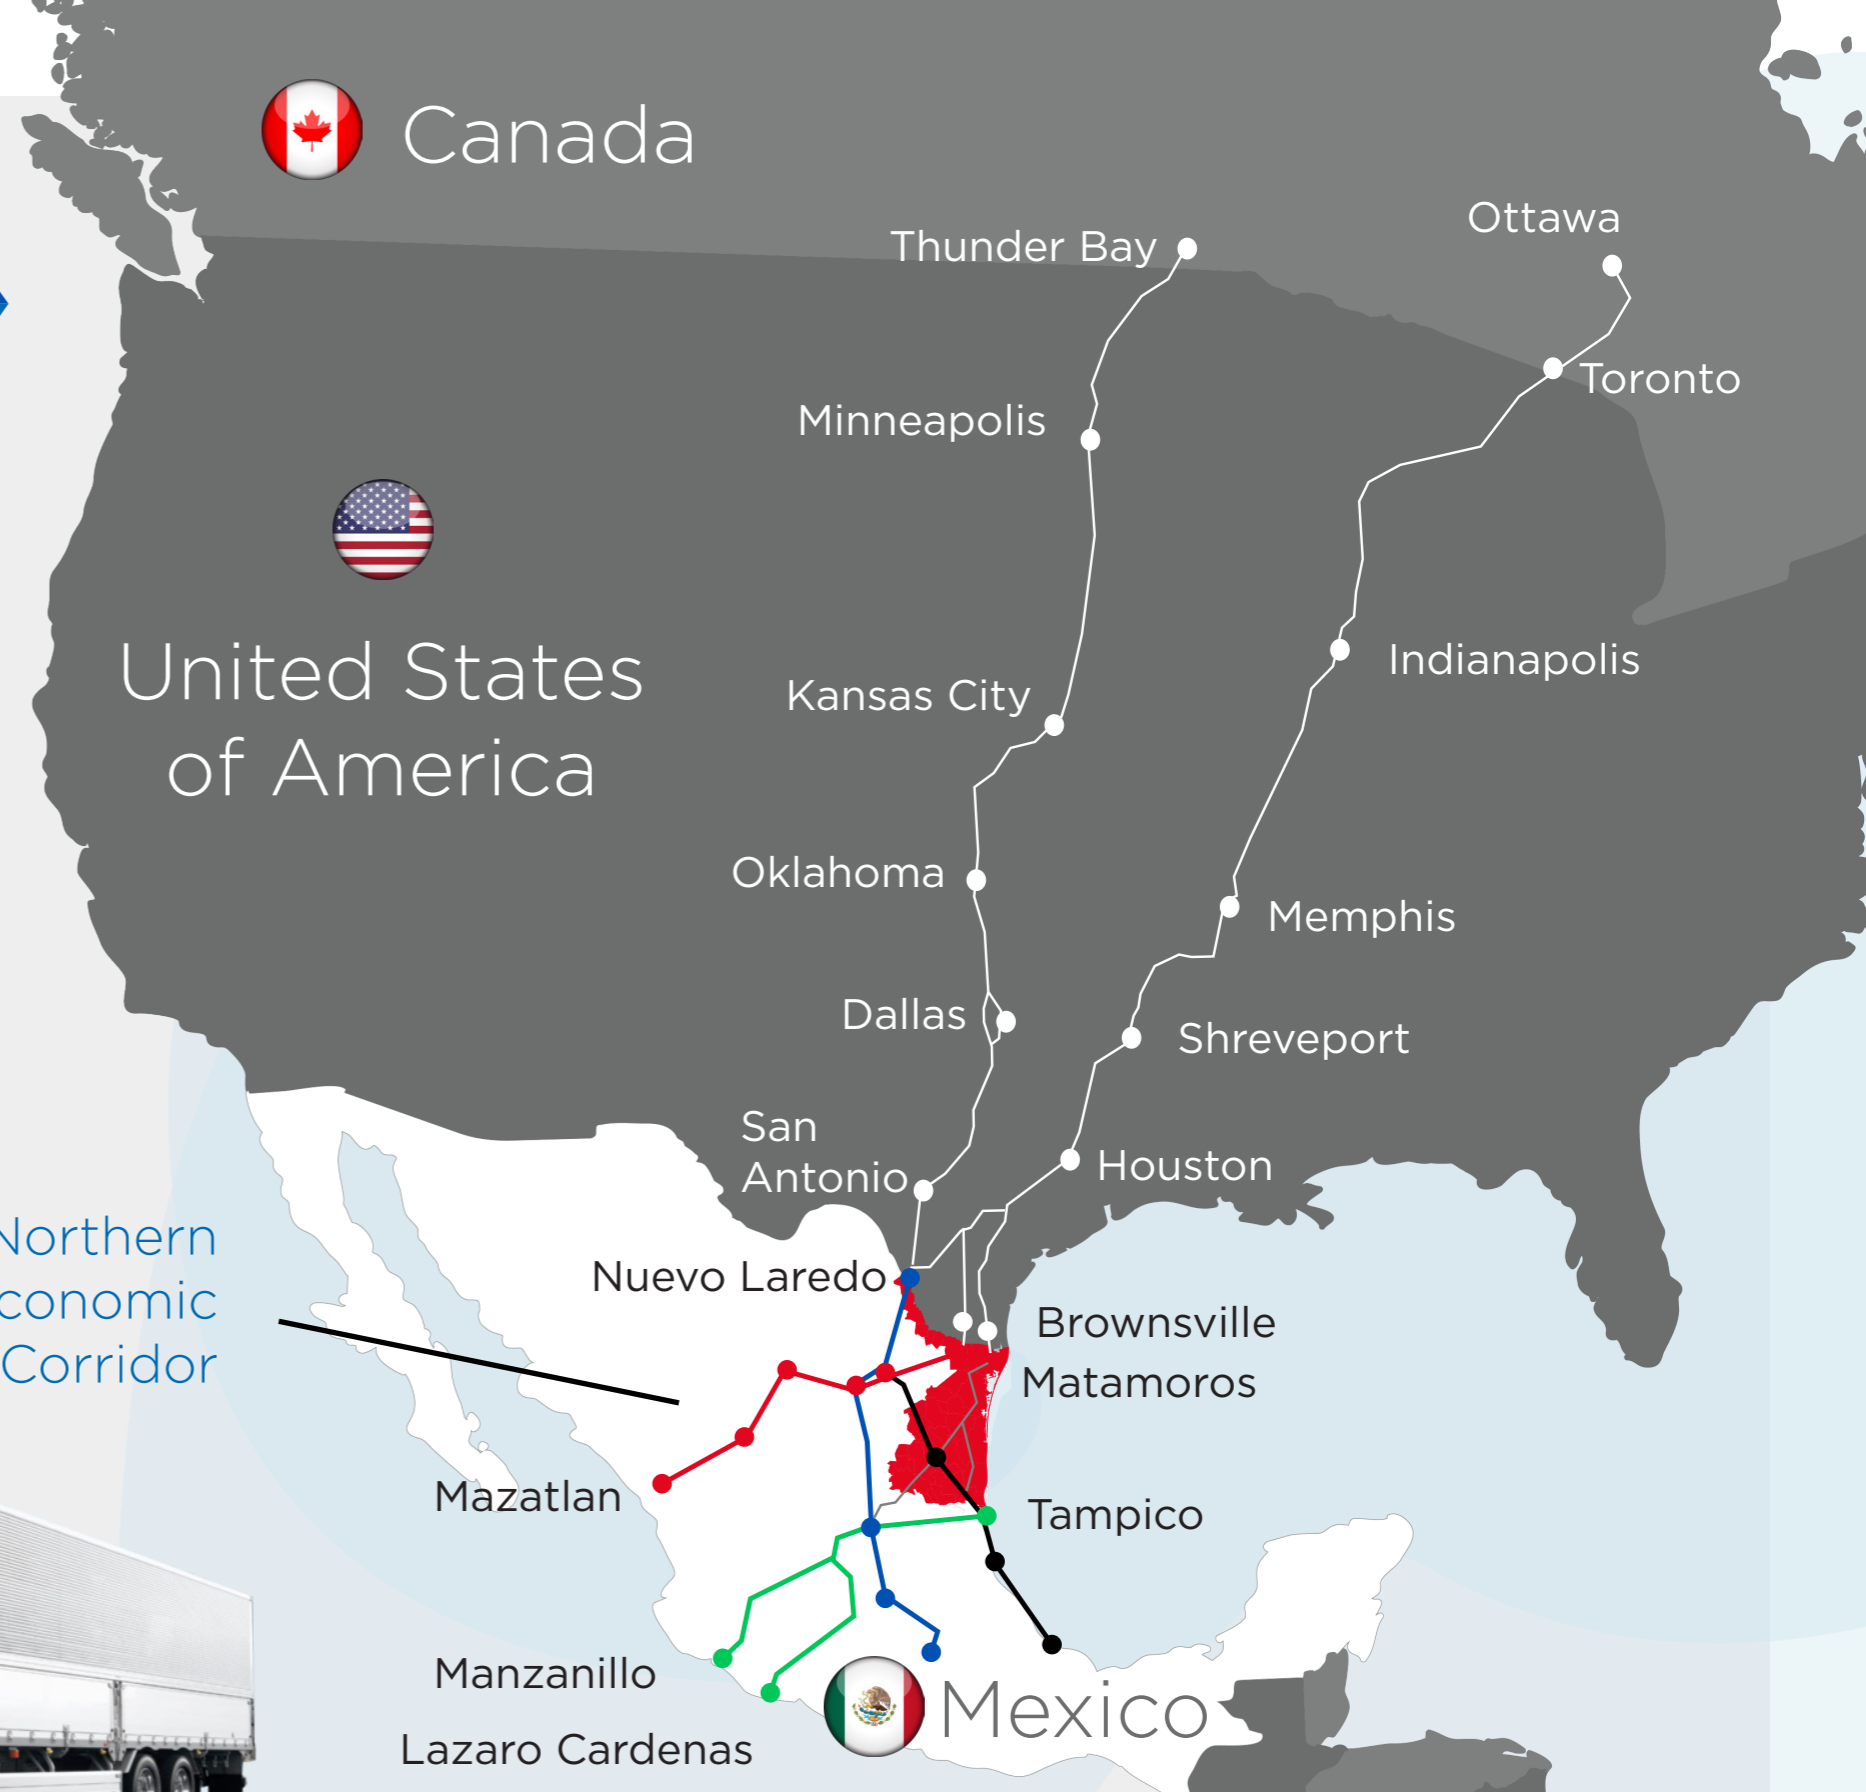 Canada
Ottawa
Thunder Bay
Toronto
Minneapolis
United States
of America
Indianapolis
Kansas City
Oklahoma
Memphis
Dallas
Shreveport
San
Antonio
Houston
Northern
conomic
Corridor
Nuevo Laredo
Brownsville
Matamoros
Mazatlan
Tampico
Manzanillo
Mexico
Lazaro Cardenas